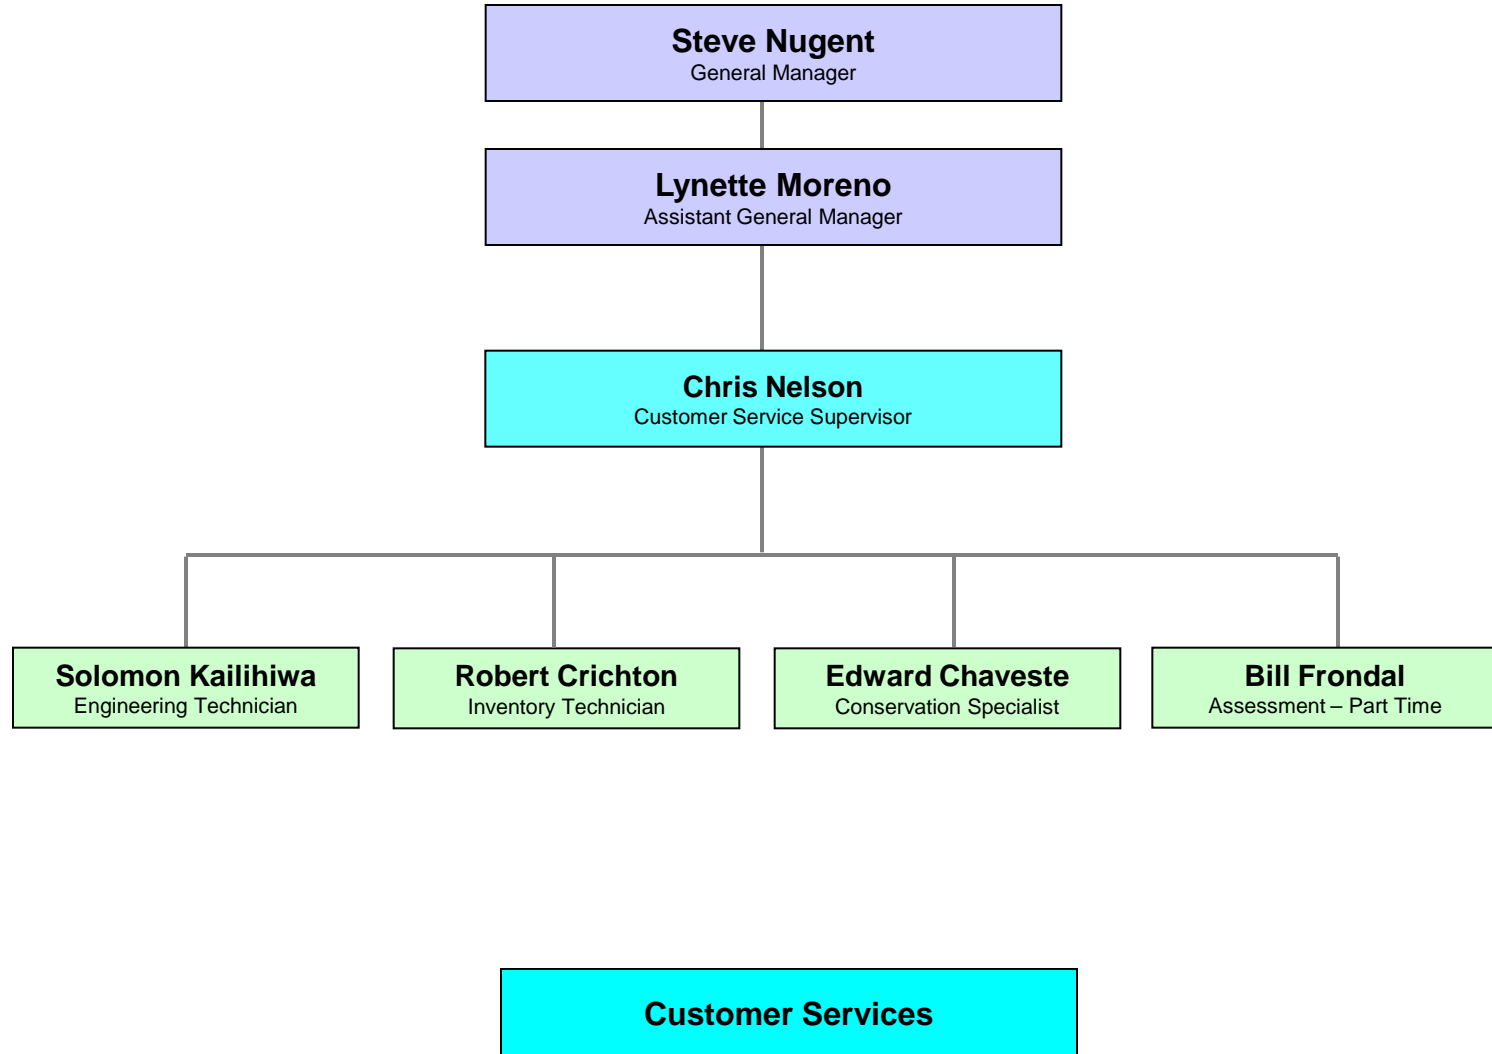 Steve Nugent
General Manager
Lynette Moreno
Assistant General Manager
Chris Nelson
Customer Service Supervisor
Solomon Kailihiwa
Engineering Technician
Robert Crichton
Inventory Technician
Edward Chaveste
Conservation Specialist
Bill Frondal
Assessment – Part Time
Customer Services